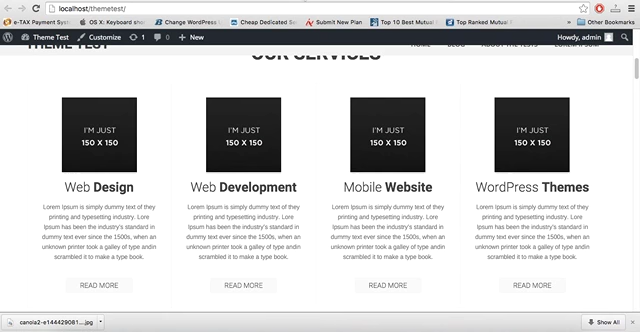 localhost/themetest/
e-TAX Payment Syste
OS X: Keyboard shor
Change WordPress U
Cheap Dedicated Ser
Submit New Plan
Top 10 Best Mutual F
Top Ranked Mutual F
»
Other Bookmarks
Theme Test
Customize
1
0
New
Howdy, admin
THEME TEST
HOME
BLOG
ABOUT THE TESTS
LOREM IPSUM
OUR SERVICES
I'M JUST
150 X 150
I'M JUST
150 X 150
I'M JUST
150 X 150
I'M JUST
150 X 150
Web Design
Web Development
Mobile Website
WordPress Themes
Lorem Ipsum is simply dummy text of they
printing and typesetting industry. Lore
Ipsum has been the industry's standard in
dummy text ever since the 1500s, when an
unknown printer took a galley of type andin
scrambled it to make a type book.
Lorem Ipsum is simply dummy text of they
printing and typesetting industry. Lore
Ipsum has been the industry's standard in
dummy text ever since the 1500s, when an
unknown printer took a galley of type andin
scrambled it to make a type book.
Lorem Ipsum is simply dummy text of they
printing and typesetting industry. Lore
Ipsum has been the industry's standard in
dummy text ever since the 1500s, when an
unknown printer took a galley of type andin
scrambled it to make a type book.
Lorem Ipsum is simply dummy text of they
printing and typesetting industry. Lore
Ipsum has been the industry's standard in
dummy text ever since the 1500s, when an
unknown printer took a galley of type andin
scrambled it to make a type book.
READ MORE
READ MORE
READ MORE
READ MORE
canola2-e144429081....jpg
Show All